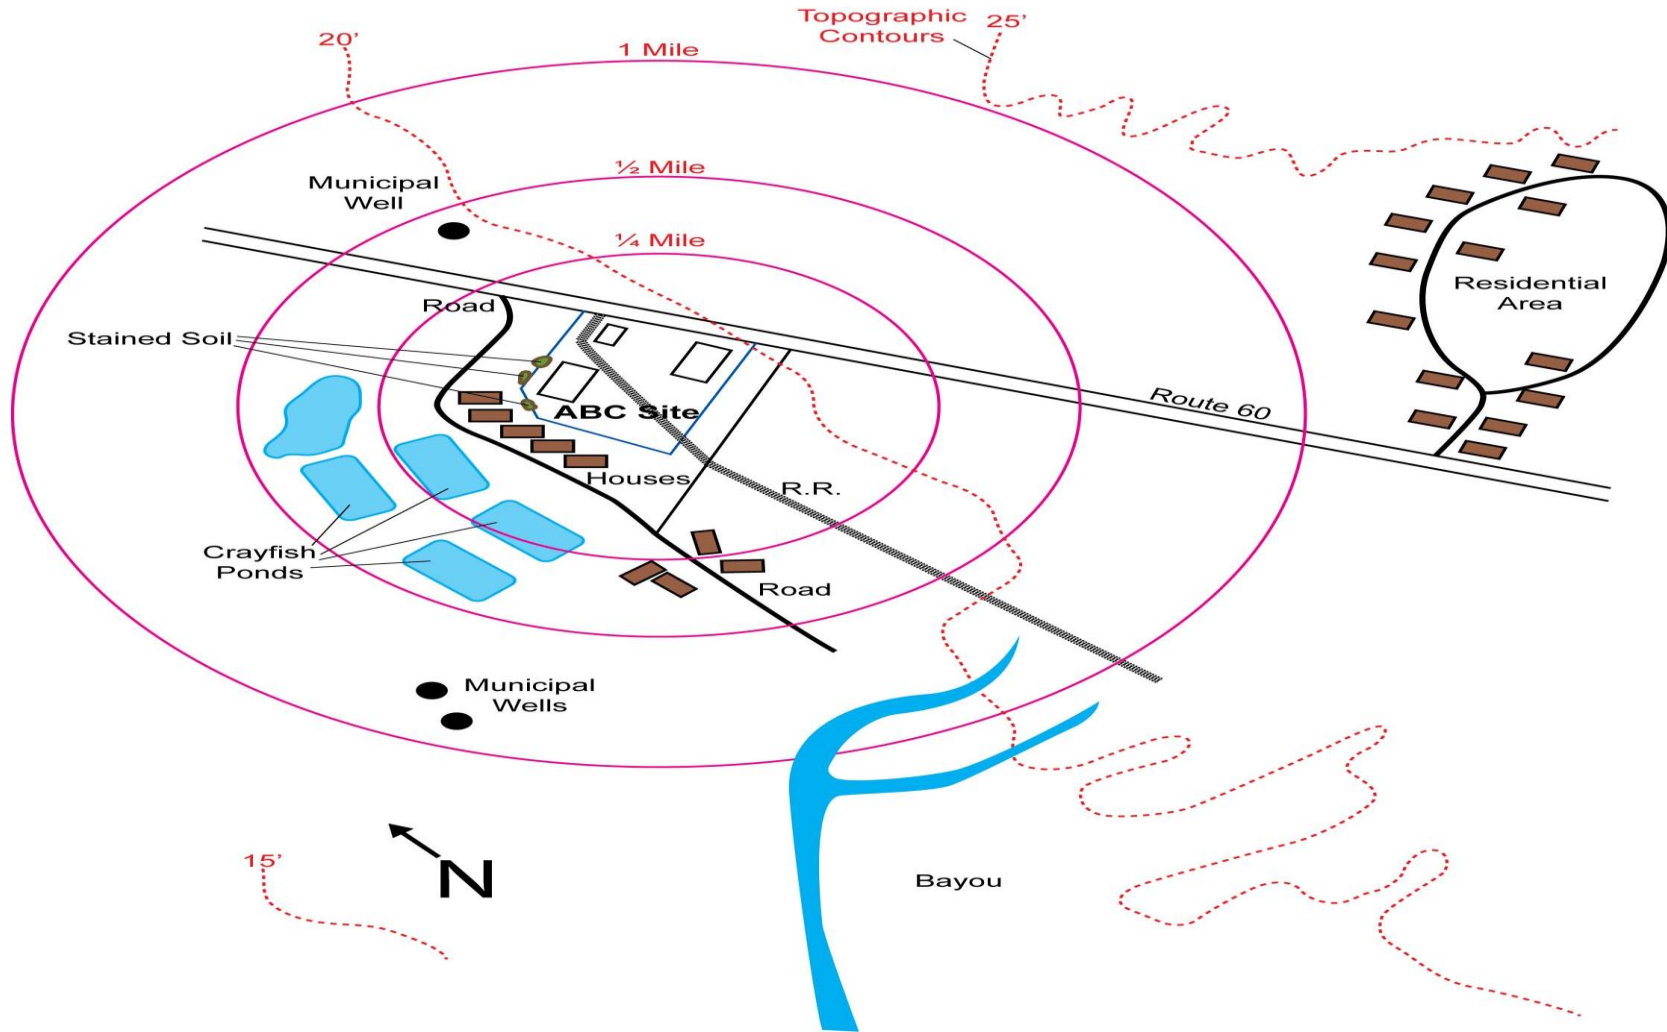 Topographic
Contours
25'
20'
1 Mile
½ Mile
Municipal
Well
¼ Mile
Road
Residential
Area
Stained Soil
Route 60
ABC Site
Houses
R.R.
Crayfish
Ponds
Road
Municipal
Wells
15'
N
Bayou